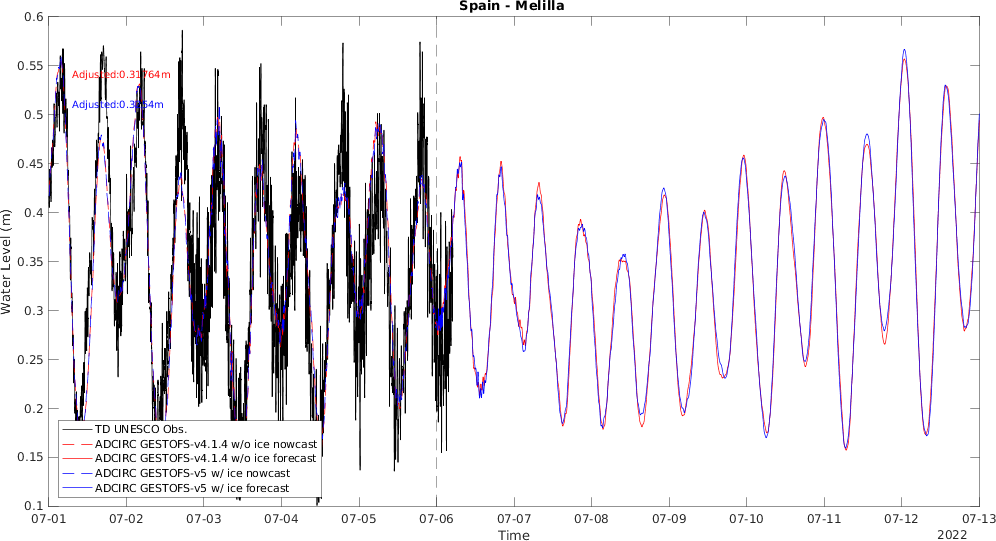 Spain - Melilla
0.6
0.55
0.5
0.45
0.4
0.35
0.3
0.25
0.2
0.15
0.1
Water Level (m)
Adjusted:0.31764m
TD UNESCO Obs.
ADCIRC GESTOFS-v4.1.4 w/o ice nowcast
ADCIRC GESTOFS-v4.1.4 w/o ice forecast
ADCIRC GESTOFS-v5 w/ ice nowcast
ADCIRC GESTOFS-v5 w/ ice forecast
07-01 07-02 07-03 07-04 07-05 07-06 07-07 07-08 07-09 07-10 07-11 07-12 07-13
Time
2022